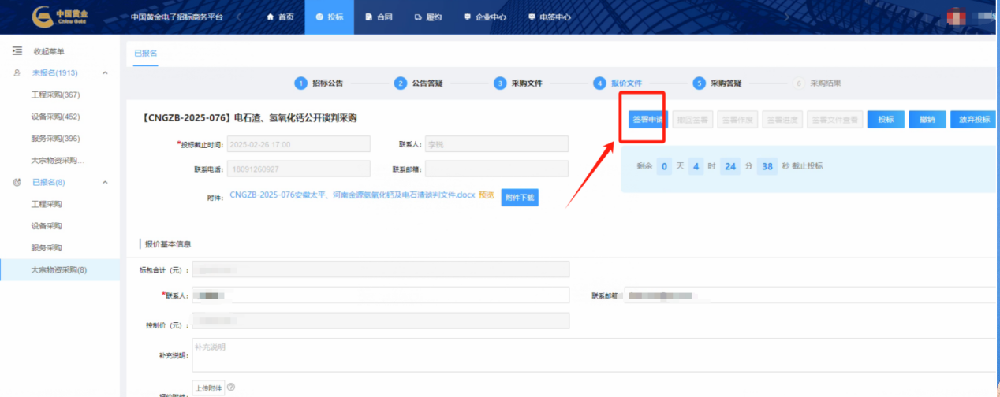 中国黄金
China Gold
中国黄金电子招标商务平台
首页
投标
合同
履约
企业中心
电签中心
收起菜单
未报名(1913)
工程采购(367)
设备采购(452)
服务采购(396)
大宗物资采购...
已报名(8)
工程采购
设备采购
服务采购
大宗物资采购(8)
已报名
1 招标公告
2 公告答疑
3 采购文件
4 报价文件
5 采购答疑
6 采购结果
【CNGZB-2025-076】电石渣、氢氧化钙公开谈判采购
签署申请
撤回签署
签署作废
签署进度
签署文件查看
投标
撤销
放弃投标
*投标截止时间: 2025-02-26 17:00
联系人: 李锐
联系电话: 18091260927
联系邮箱:
剩余 0 天 4 时 24 分 38 秒 截止投标
附件: CNGZB-2025-076安徽太平、河南金源氢氧化钙及电石渣谈判文件.docx 预览 附件下载
报价基本信息
标包合计（元）:
*联系人:
联系邮箱:
控制价（元）:
补充说明: 补充说明
报价附件: 上传附件